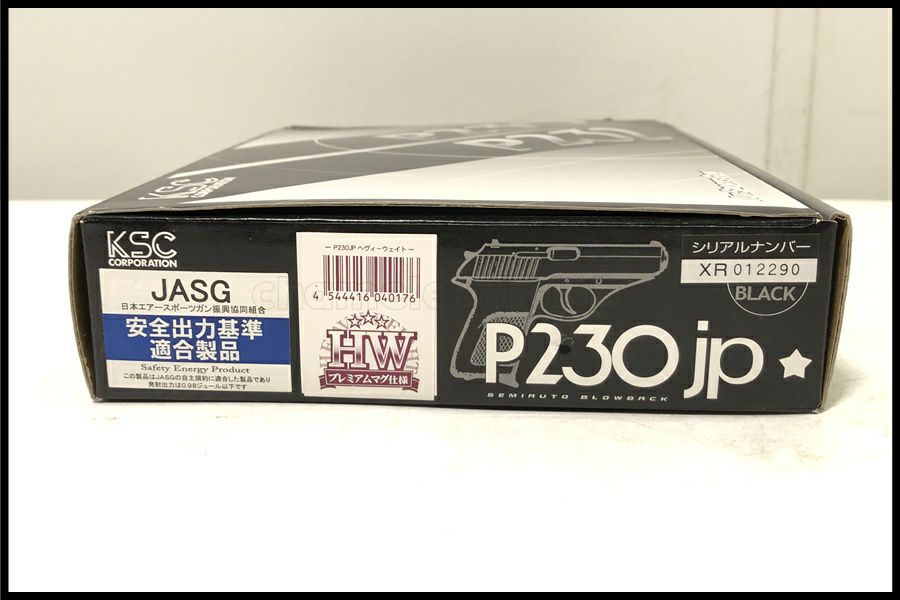 P232
KSC
CORPORATION
KSC
CORPORATION
JASG
日本エアースポーツガン振興協同組合
安全出力基準
適合製品
Safety Energy Product
この製品はJASGの自主規約に適合した製品であり
発射出力は0.98ジュール以下です
ー P230JP ヘヴィーウェイト ー
4 544416 040176
HW
プレミアムマグ仕様
P230 jp
SEMIAUTO BLOWBACK
シリアルナンバー
XR 012290
BLACK